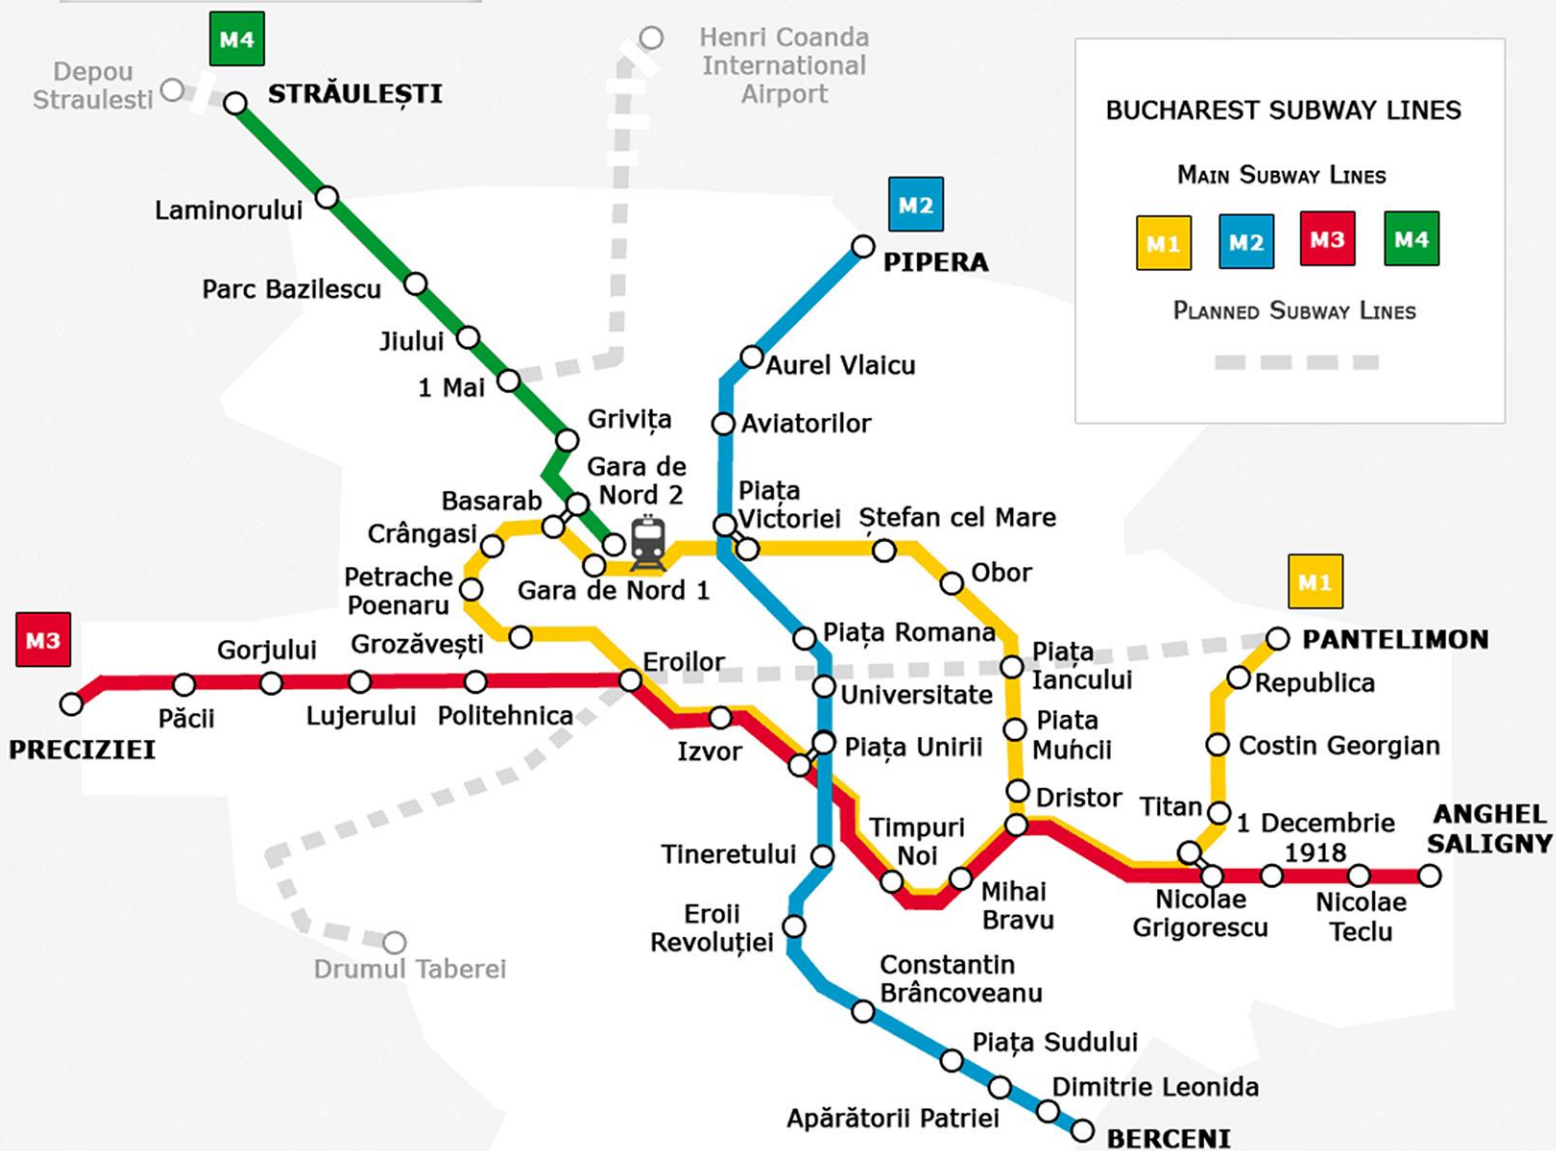 M4
Henri Coanda
International
Airport
Depou
Straulesti
STRĂULEȘTI
BUCHAREST SUBWAY LINES
Main Subway Lines
M1
M2
M3
M4
Planned Subway Lines
M2
PIPERA
Laminorului
Parc Bazilescu
Jiului
1 Mai
Aurel Vlaicu
Grivița
Aviatorilor
Gara de
Nord 2
Basarab
Piața
Victoriei
Ștefan cel Mare
Crângasi
Petrache
Poenaru
Gara de Nord 1
Obor
M1
M3
Gorjului
Grozăvești
Piața Romana
PANTELIMON
Eroilor
Piața
Iancului
Republica
Universitate
Păcii
Lujerului
Politehnica
PRECIZIEI
Izvor
Piața Unirii
Piata
Muncii
Costin Georgian
Dristor
Titan
ANGHEL
SALIGNY
1 Decembrie
1918
Timpuri
Noi
Tineretului
Mihai
Bravu
Nicolae
Grigorescu
Nicolae
Teclu
Eroii
Revoluției
Drumul Taberei
Constantin
Brâncoveanu
Piața Sudului
Dimitrie Leonida
Apărătorii Patriei
BERCENI